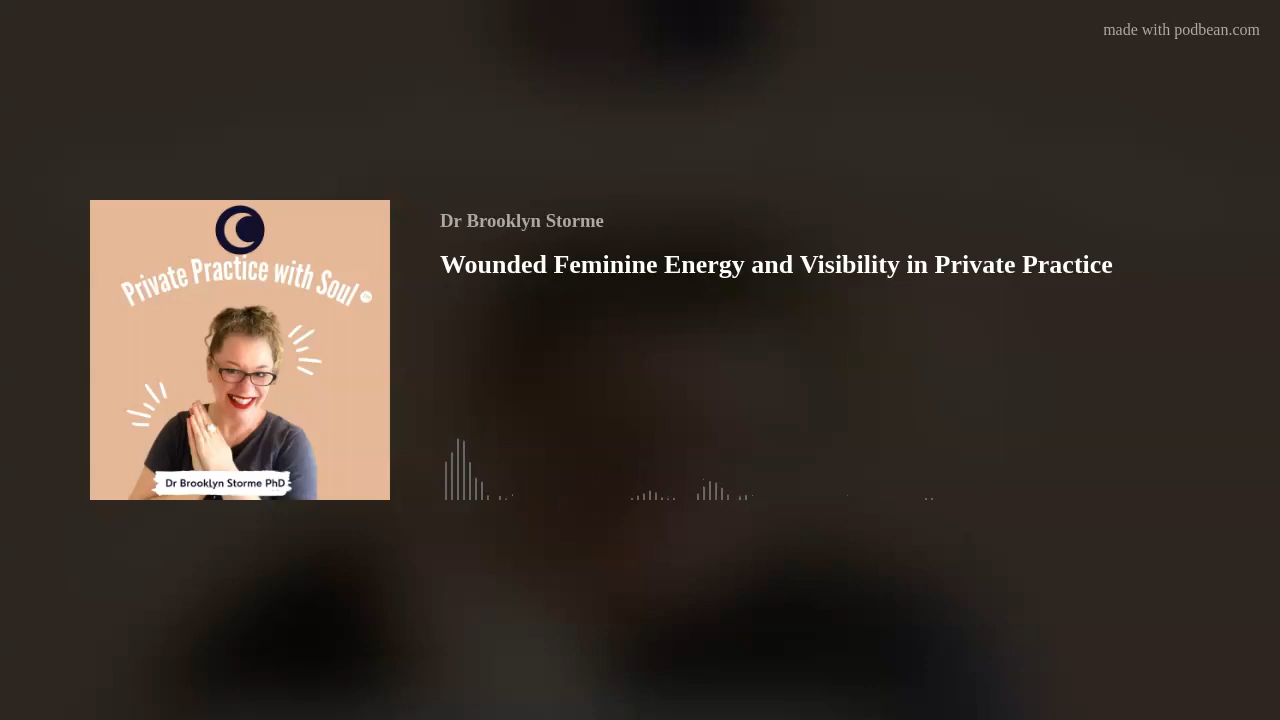 made with podbean.com
Private Practice with Soul
Dr Brooklyn Storme PhD
Dr Brooklyn Storme
Wounded Feminine Energy and Visibility in Private Practice